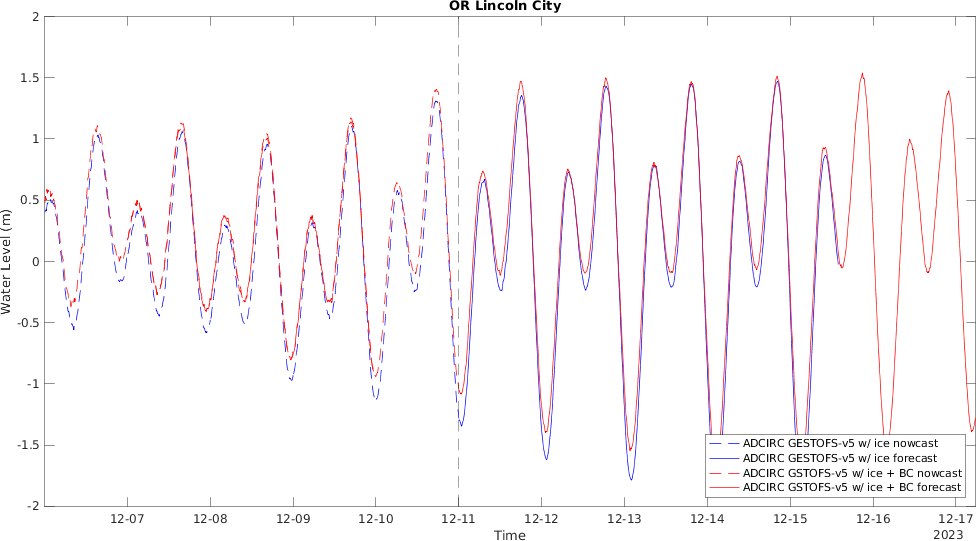 OR Lincoln City
2
1.5
1
0.5
0
-0.5
-1
-1.5
-2
Water Level (m)
12-07 12-08 12-09 12-10 12-11 12-12 12-13 12-14 12-15 12-16 12-17
2023
Time
ADCIRC GESTOFS-v5 w/ ice nowcast
ADCIRC GESTOFS-v5 w/ ice forecast
ADCIRC GSTOFS-v5 w/ ice + BC nowcast
ADCIRC GSTOFS-v5 w/ ice + BC forecast